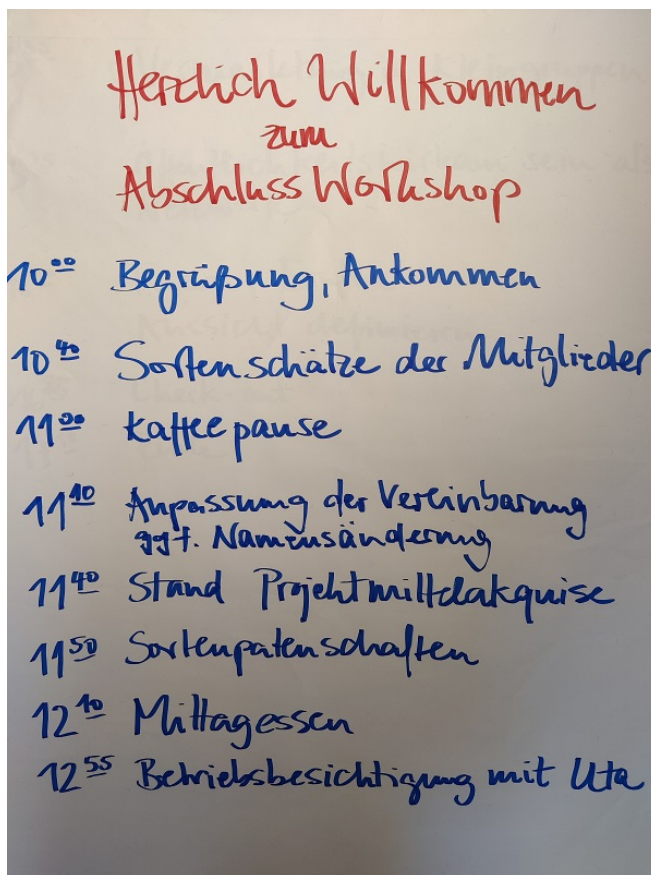 Herzlich Willkommen
zum
Abschluss Workshop
10⁰⁰ Begrüßung, Ankommen
10⁴⁰ Sortenschätze der Mitglieder
11⁰⁰ Kaffeepause
11¹⁰ Anpassung der Vereinbarung
ggf. Namensänderung
11⁴⁰ Stand Projektmittelakquise
11⁵⁰ Sortenpatenschaften
12¹⁰ Mittagessen
12⁵⁵ Betriebsbesichtigung mit Uta